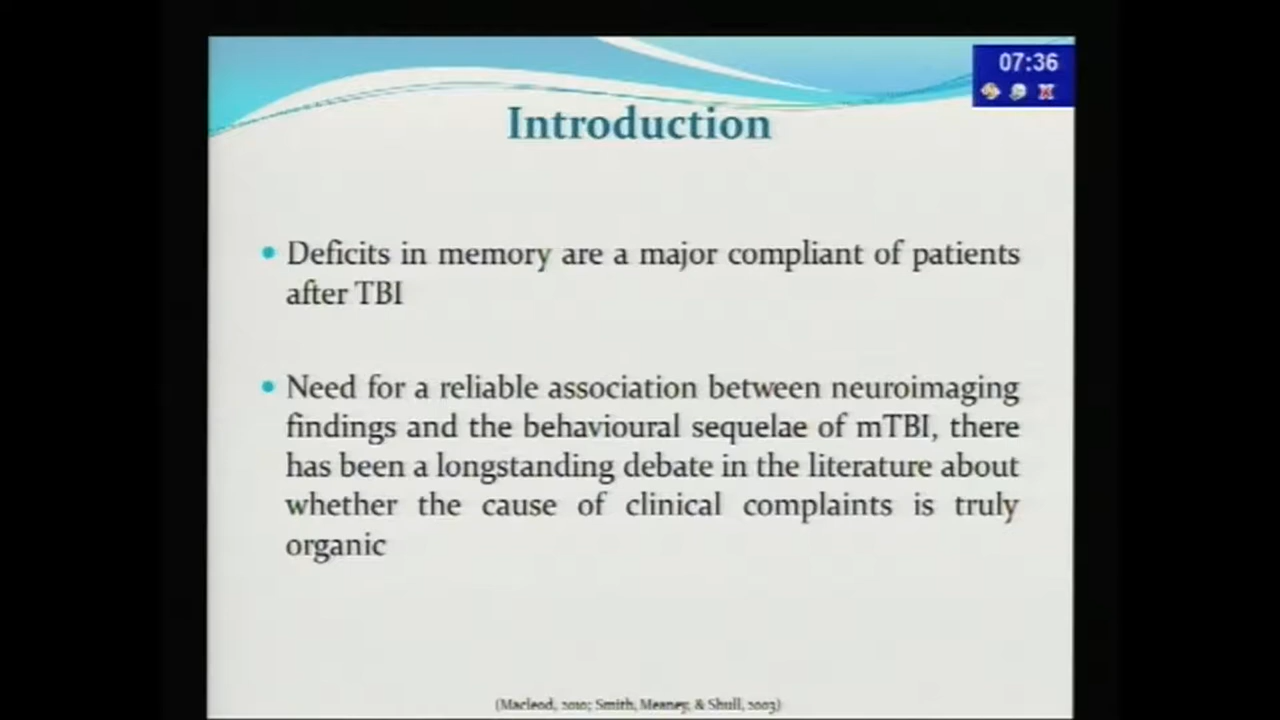 07:36
Introduction
Deficits in memory are a major compliant of patients
after TBI
Need for a reliable association between neuroimaging
findings and the behavioural sequelae of mTBI, there
has been a longstanding debate in the literature about
whether the cause of clinical complaints is truly
organic
(Macleod, 2010; Smith, Meaney, & Shull, 2003)